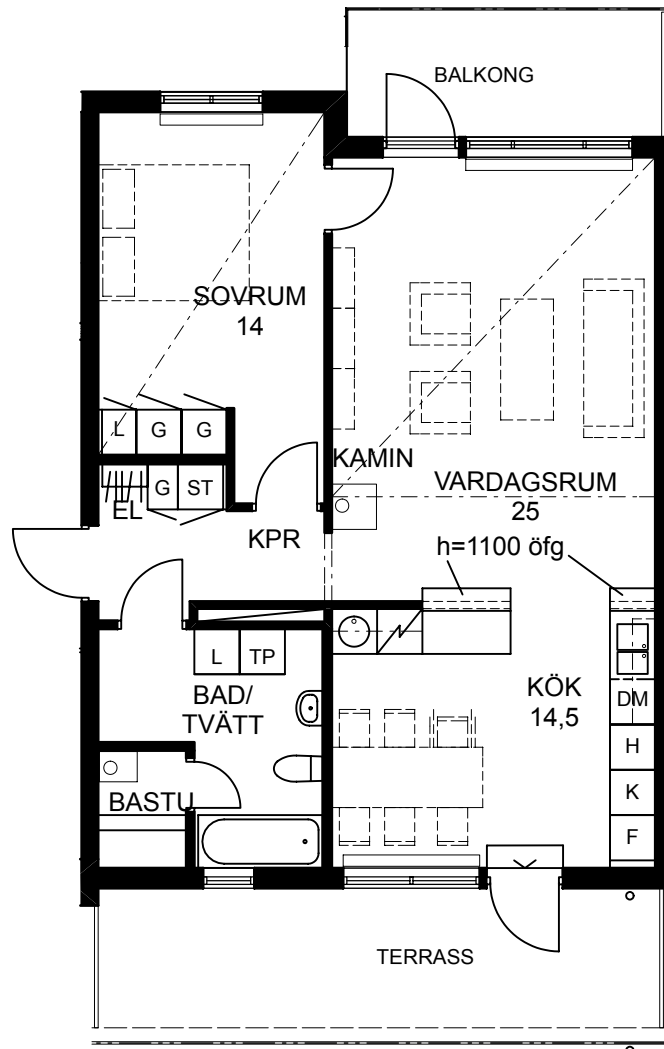 BALKONG
SOVRUM
14
L G G
KAMIN
G ST
EL
VARDAGSRUM
25
KPR
h=1100 öfg
L TP
BAD/
TVÄTT
KÖK
14,5
DM
H
K
F
BASTU
TERRASS